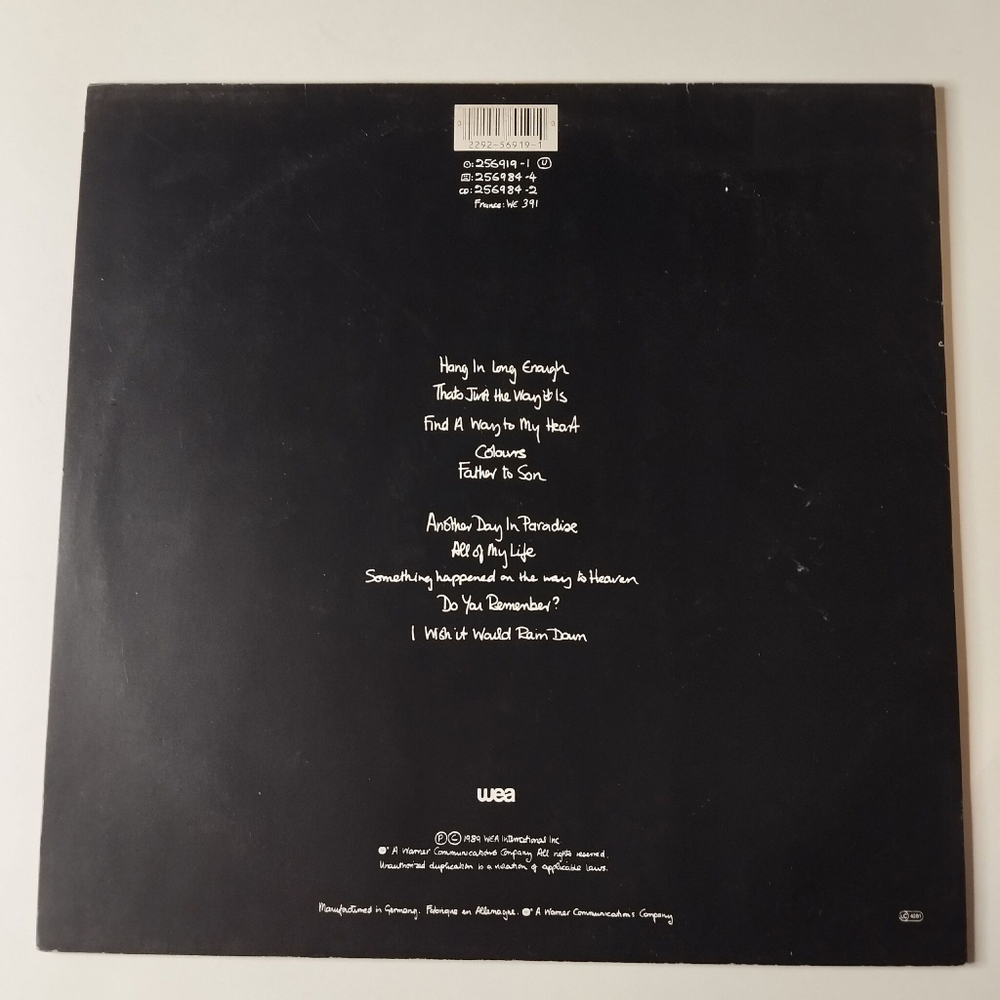 2292-56919-1
: 256919-1 U
: 256984-4
CD: 256984-2
France: WE 391
Hang In Long Enough
Thats Just the Way it Is
Find A Way to My Heart
Colours
Father to Son
Another Day In Paradise
All of My Life
Something happened on the way to Heaven
Do You Remember?
I Wish it Would Rain Down
wea
Ⓟ Ⓒ 1989 WEA International Inc
A Warner Communications Company All rights reserved.
Unauthorized duplication is a violation of applicable laws.
Manufactured in Germany. Fabriqué en Allemagne. A Warner Communications Company
LC 4281